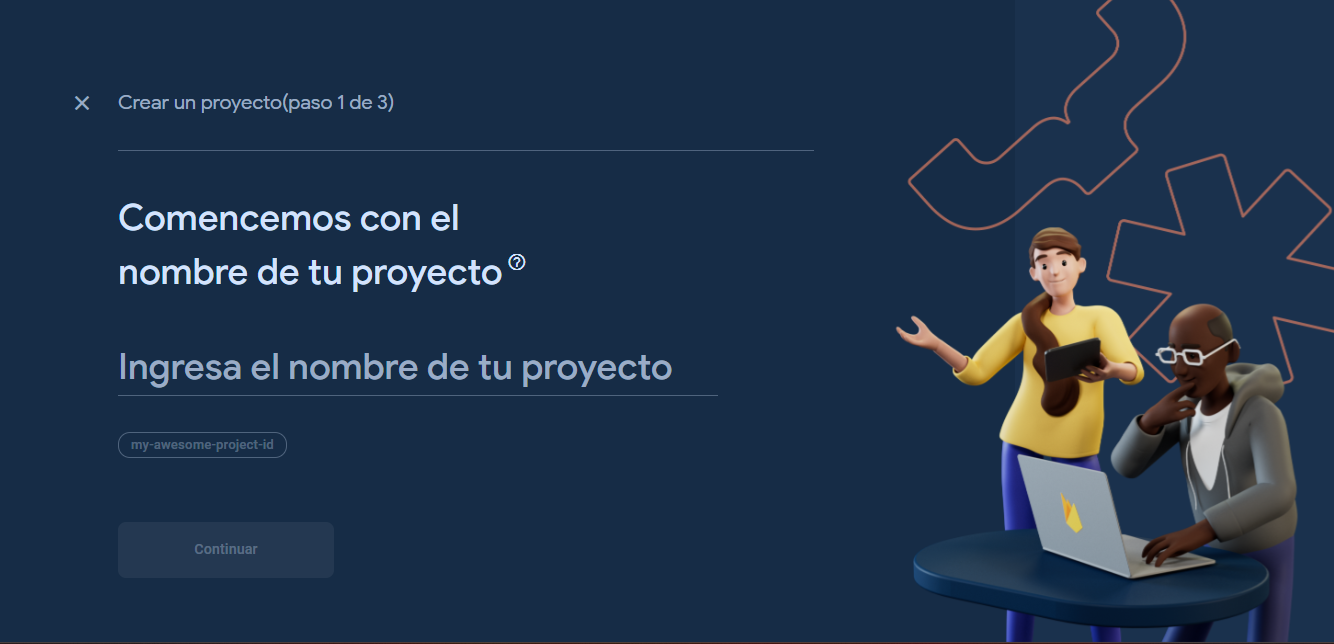 Crear un proyecto(paso 1 de 3)
Comencemos con el
nombre de tu proyecto
Ingresa el nombre de tu proyecto
my-awesome-project-id
Continuar